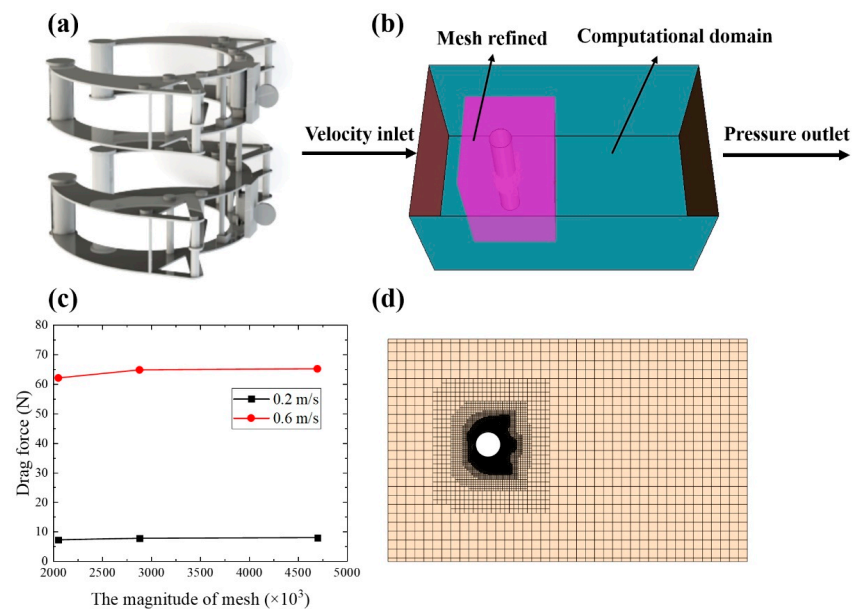 (a)
(b)
Mesh refined
Computational domain
Velocity inlet
Pressure outlet
(c)
80
70
60
50
40
30
20
10
0
Drag force (N)
0.2 m/s
0.6 m/s
2000 2500 3000 3500 4000 4500 5000
The magnitude of mesh (×10³)
(d)